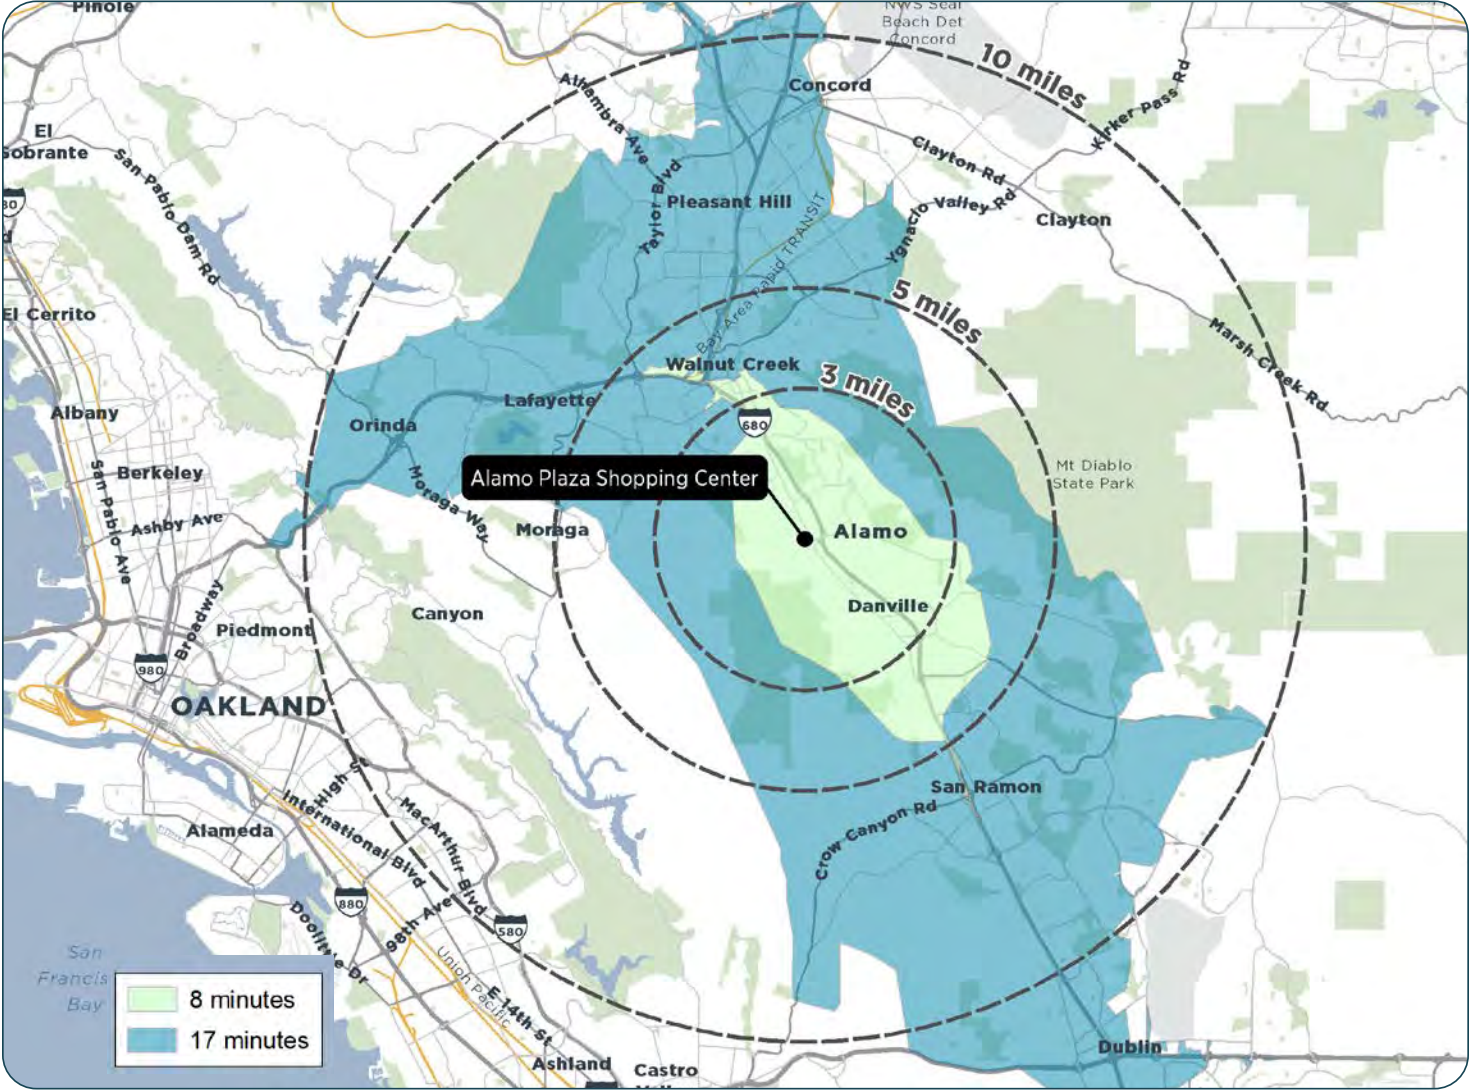 Pinole
NWS Seal
Beach Det
Concord
10 miles
Concord
Alhambra Ave
Kirker Pass Rd
El
Sobrante
San Pablo Dam Rd
Clayton Rd
Taylor Blvd
Pleasant Hill
Ygnacio Valley Rd
Clayton
80
Bay Area Rapid TRANSIT
El Cerrito
5 miles
Marsh Creek Rd
Walnut Creek
3 miles
Lafayette
Albany
Orinda
680
Berkeley
San Pablo Ave
Alamo Plaza Shopping Center
Mt Diablo
State Park
Moraga Way
Ashby Ave
Moraga
Alamo
Broadway
Canyon
Danville
Piedmont
980
OAKLAND
San Ramon
High St
International Blvd
MacArthur Blvd
Crow Canyon Rd
Alameda
880
98th Ave
580
Doolittle Dr
Union Pacific
E 14th St
San
Francis
Bay
8 minutes
17 minutes
Ashland
Castro
Dublin